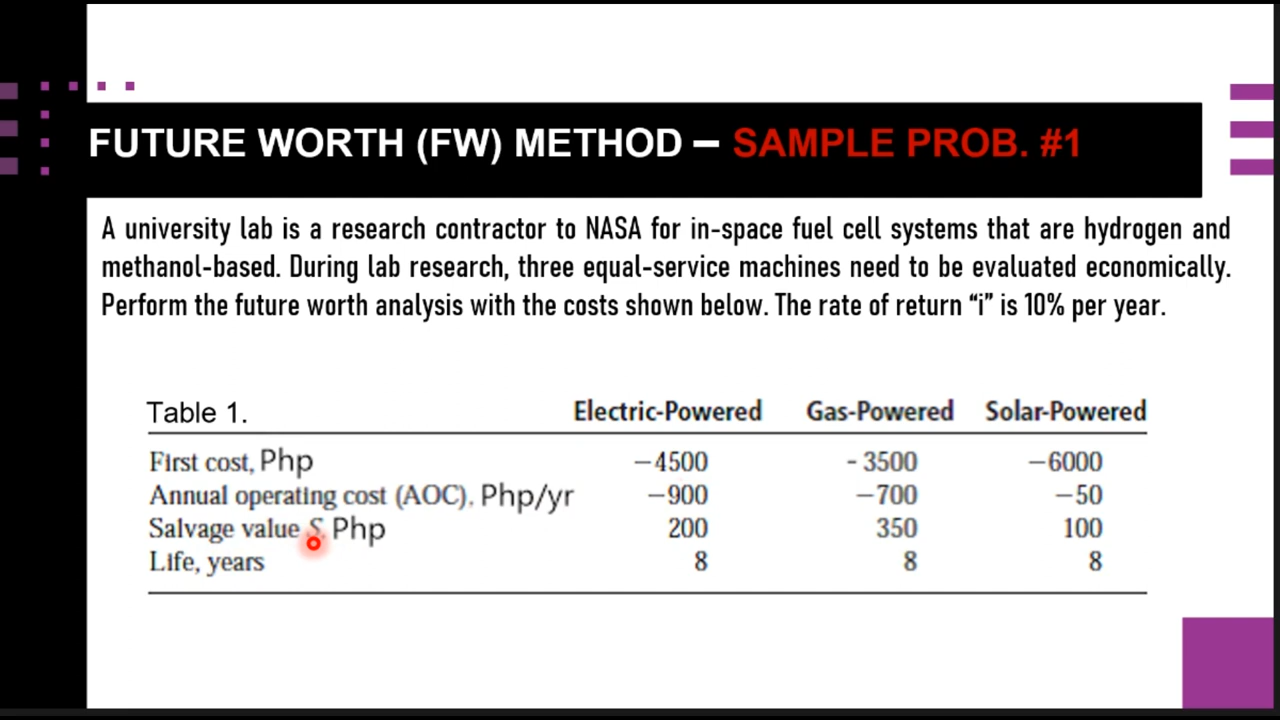 FUTURE WORTH (FW) METHOD – SAMPLE PROB. #1
A university lab is a research contractor to NASA for in-space fuel cell systems that are hydrogen and
methanol-based. During lab research, three equal-service machines need to be evaluated economically.
Perform the future worth analysis with the costs shown below. The rate of return “i” is 10% per year.
Table 1. Electric-Powered Gas-Powered Solar-Powered
First cost, Php −4500 -3500 −6000
Annual operating cost (AOC), Php/yr −900 −700 −50
Salvage value S, Php 200 350 100
Life, years 8 8 8